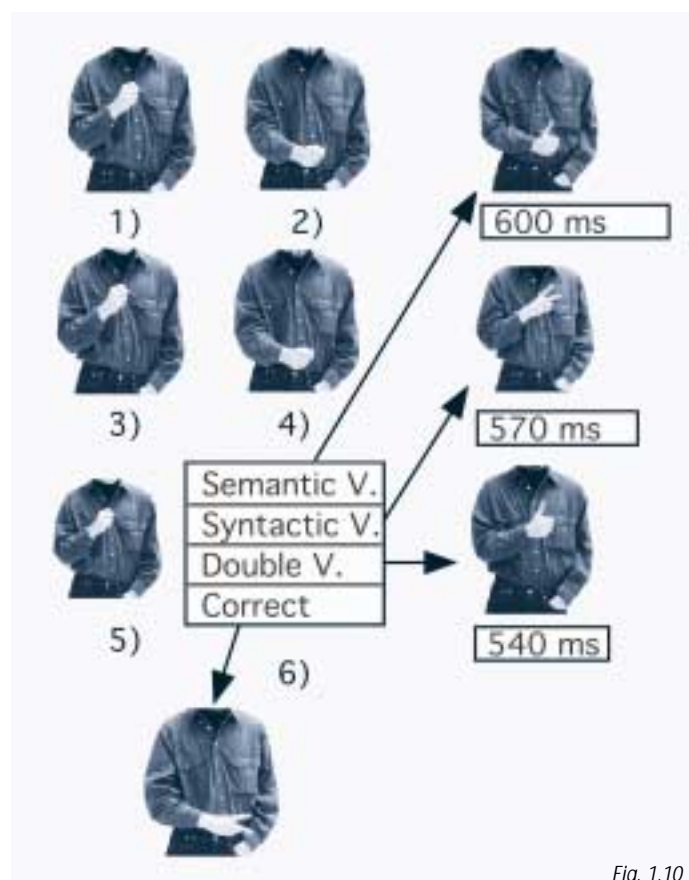 1)
2)
600 ms
3)
4)
570 ms
Semantic V.
Syntactic V.
Double V.
Correct
5)
540 ms
6)
Fig. 1.10